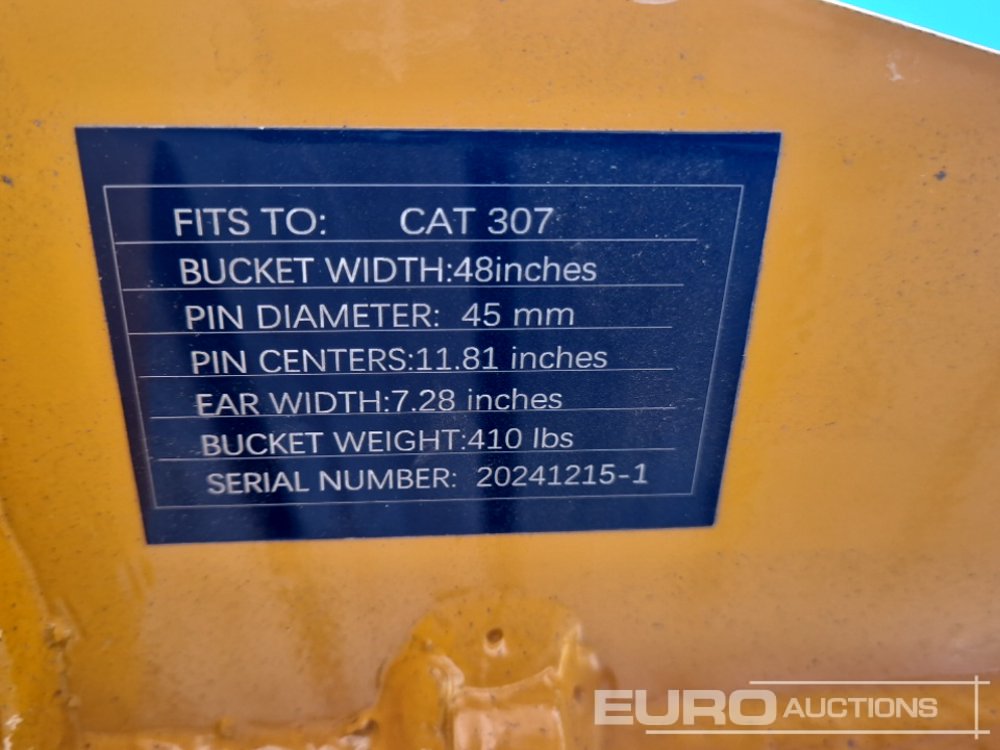 FITS TO: CAT 307
BUCKET WIDTH:48inches
PIN DIAMETER: 45 mm
PIN CENTERS:11.81 inches
EAR WIDTH:7.28 inches
BUCKET WEIGHT:410 lbs
SERIAL NUMBER: 20241215-1
EURO AUCTIONS